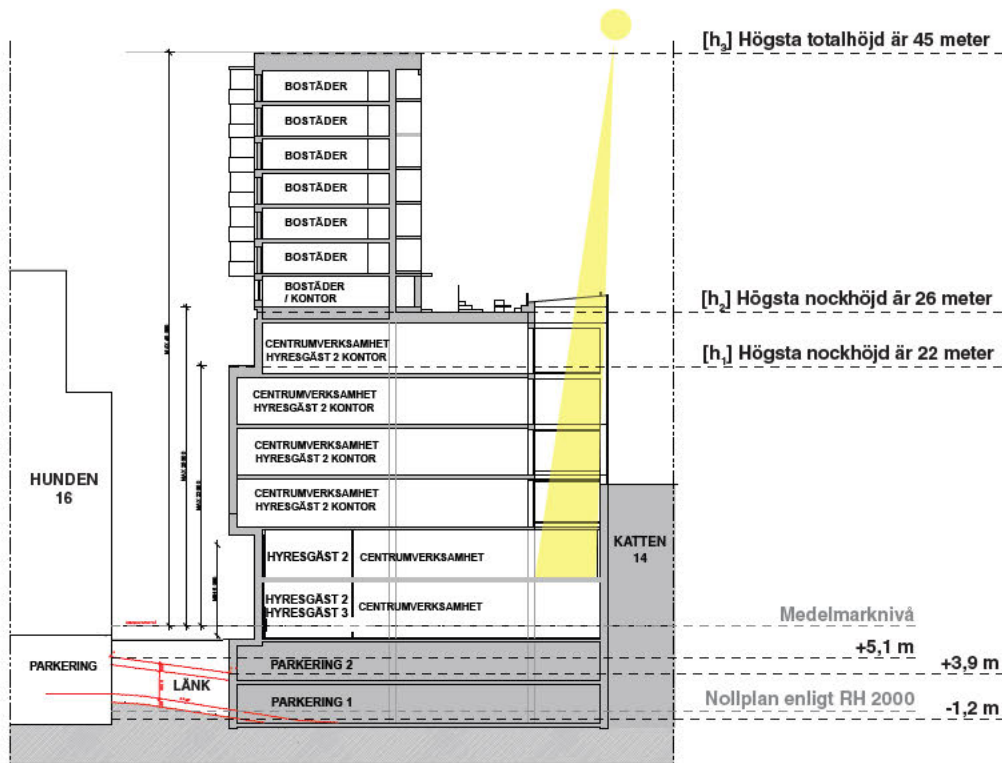 [h₃] Högsta totalhöjd är 45 meter
BOSTÄDER
BOSTÄDER
BOSTÄDER
BOSTÄDER
BOSTÄDER
BOSTÄDER
BOSTÄDER
/ KONTOR
[h₂] Högsta nockhöjd är 26 meter
CENTRUMVERKSAMHET
HYRESGÄST 2 KONTOR
[h₁] Högsta nockhöjd är 22 meter
CENTRUMVERKSAMHET
HYRESGÄST 2 KONTOR
CENTRUMVERKSAMHET
HYRESGÄST 2 KONTOR
CENTRUMVERKSAMHET
HYRESGÄST 2 KONTOR
HUNDEN
16
KATTEN
14
HYRESGÄST 2
CENTRUMVERKSAMHET
HYRESGÄST 2
HYRESGÄST 3
CENTRUMVERKSAMHET
Medelmarknivå
+5,1 m
+3,9 m
PARKERING
LÄNK
PARKERING 2
PARKERING 1
Nollplan enligt RH 2000
-1,2 m